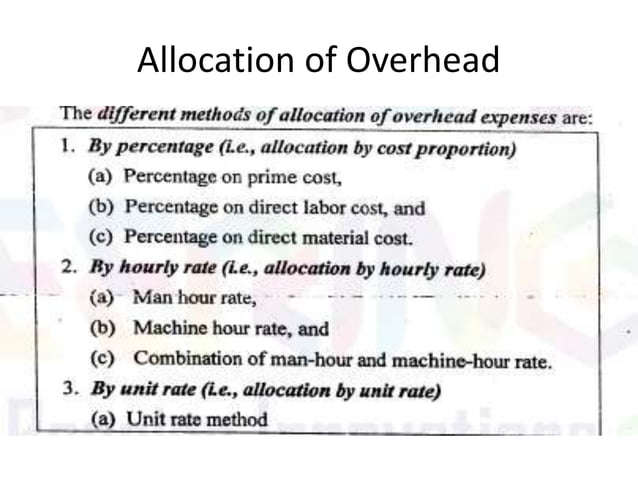 Allocation of Overhead
The different methods of allocation of overhead expenses are:
1. By percentage (i.e., allocation by cost proportion)
(a) Percentage on prime cost,
(b) Percentage on direct labor cost, and
(c) Percentage on direct material cost.
2. By hourly rate (i.e., allocation by hourly rate)
(a) Man hour rate,
(b) Machine hour rate, and
(c) Combination of man-hour and machine-hour rate.
3. By unit rate (i.e., allocation by unit rate)
(a) Unit rate method